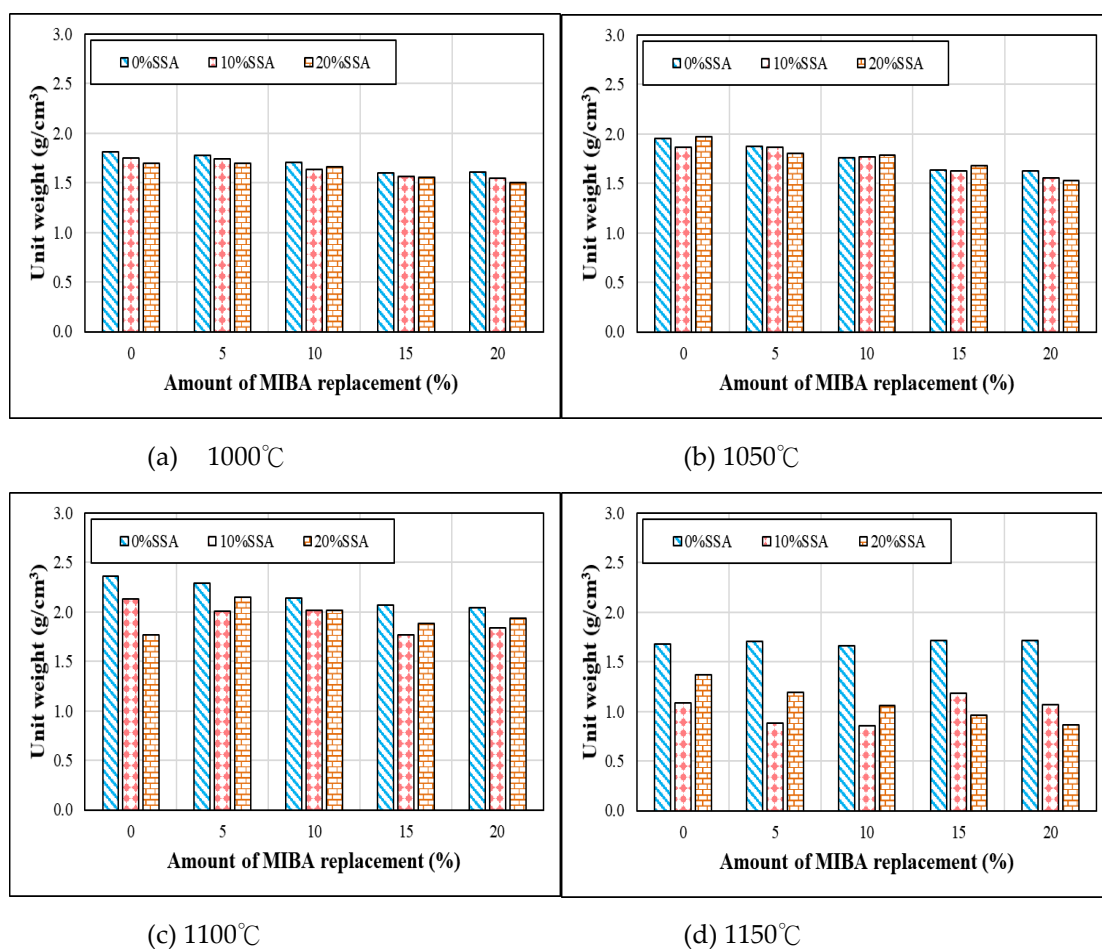 3.0
2.5
2.0
1.5
1.0
0.5
0.0
Unit weight (g/cm³)
0%SSA 10%SSA 20%SSA
0 5 10 15 20
Amount of MIBA replacement (%)
(a) 1000℃
3.0
2.5
2.0
1.5
1.0
0.5
0.0
Unit weight (g/cm³)
0%SSA 10%SSA 20%SSA
0 5 10 15 20
Amount of MIBA replacement (%)
(b) 1050℃
3.0
2.5
2.0
1.5
1.0
0.5
0.0
Unit weight (g/cm³)
0%SSA 10%SSA 20%SSA
0 5 10 15 20
Amount of MIBA replacement (%)
(c) 1100℃
3.0
2.5
2.0
1.5
1.0
0.5
0.0
Unit weight (g/cm³)
0%SSA 10%SSA 20%SSA
0 5 10 15 20
Amount of MIBA replacement (%)
(d) 1150℃